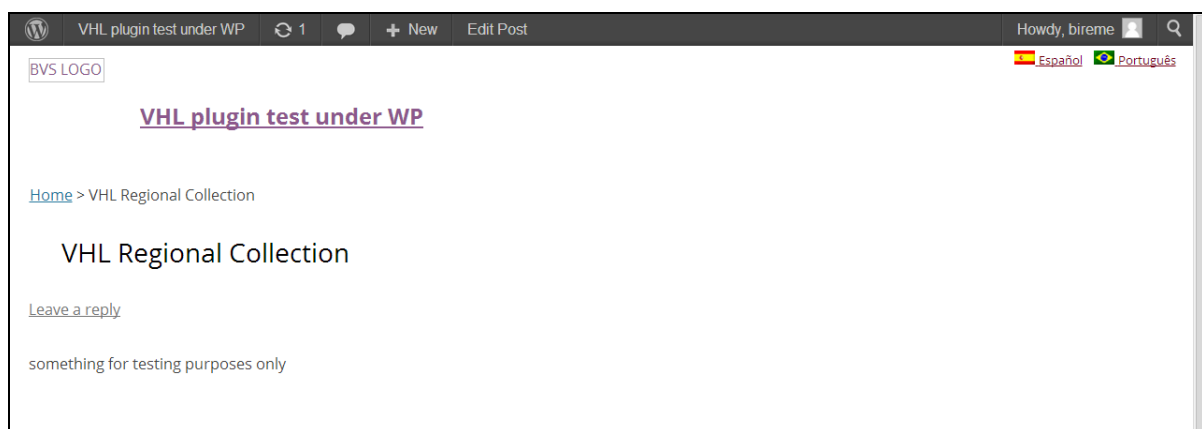 VHL plugin test under WP 1 New Edit Post Howdy, bireme
BVS LOGO Español Português
VHL plugin test under WP
Home > VHL Regional Collection
VHL Regional Collection
Leave a reply
something for testing purposes only